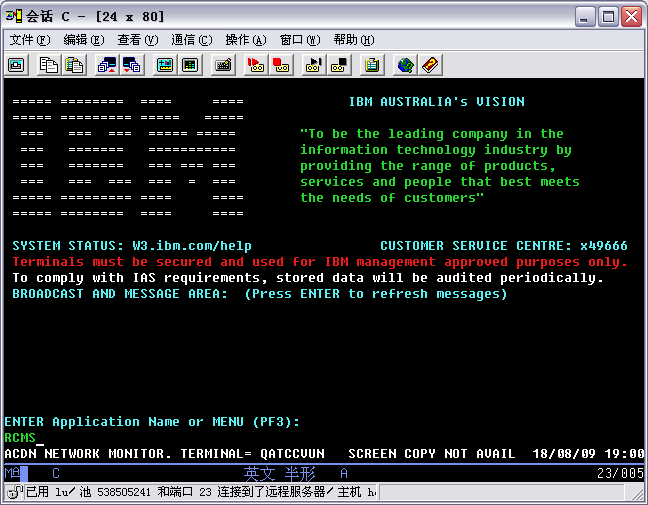 会话 C - [24 x 80]
文件(F) 编辑(E) 查看(V) 通信(C) 操作(A) 窗口(W) 帮助(H)
IBM AUSTRALIA's VISION
"To be the leading company in the
information technology industry by
providing the range of products,
services and people that best meets
the needs of customers"
SYSTEM STATUS: W3.ibm.com/help CUSTOMER SERVICE CENTRE: x49666
Terminals must be secured and used for IBM management approved purposes only.
To comply with IAS requirements, stored data will be audited periodically.
BROADCAST AND MESSAGE AREA: (Press ENTER to refresh messages)
ENTER Application Name or MENU (PF3):
RCMS
ACDN NETWORK MONITOR. TERMINAL= QATCCVUN SCREEN COPY NOT AVAIL 18/08/09 19:00
MA C 英文 半形 A 23/005
已用 lu/池 538505241 和端口 23 连接到了远程服务器/主机